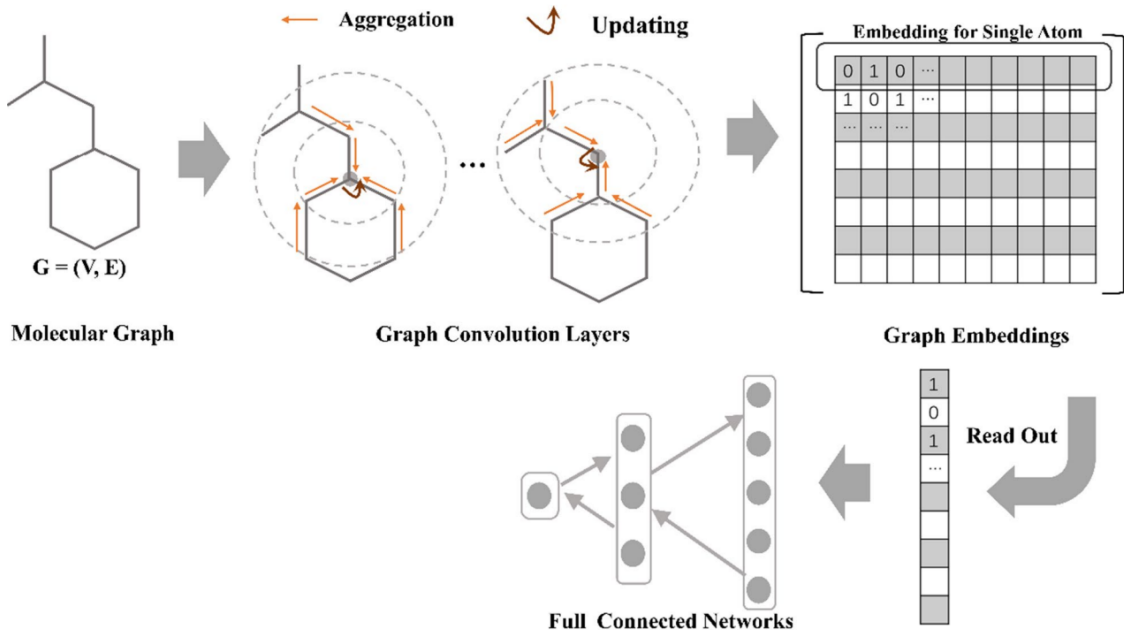 Aggregation
Updating
Embedding for Single Atom
0 1 0 ...
1 0 1 ...
... ... ...
...
G = (V, E)
Molecular Graph
Graph Convolution Layers
Graph Embeddings
1
0
1
...
Read Out
Full Connected Networks